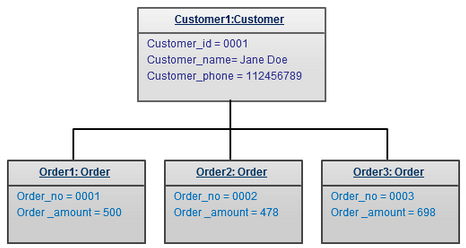 Customer1:Customer
Customer_id = 0001
Customer_name= Jane Doe
Customer_phone = 112456789
Order1: Order
Order_no = 0001
Order _amount = 500
Order2: Order
Order_no = 0002
Order _amount = 478
Order3: Order
Order_no = 0003
Order _amount = 698